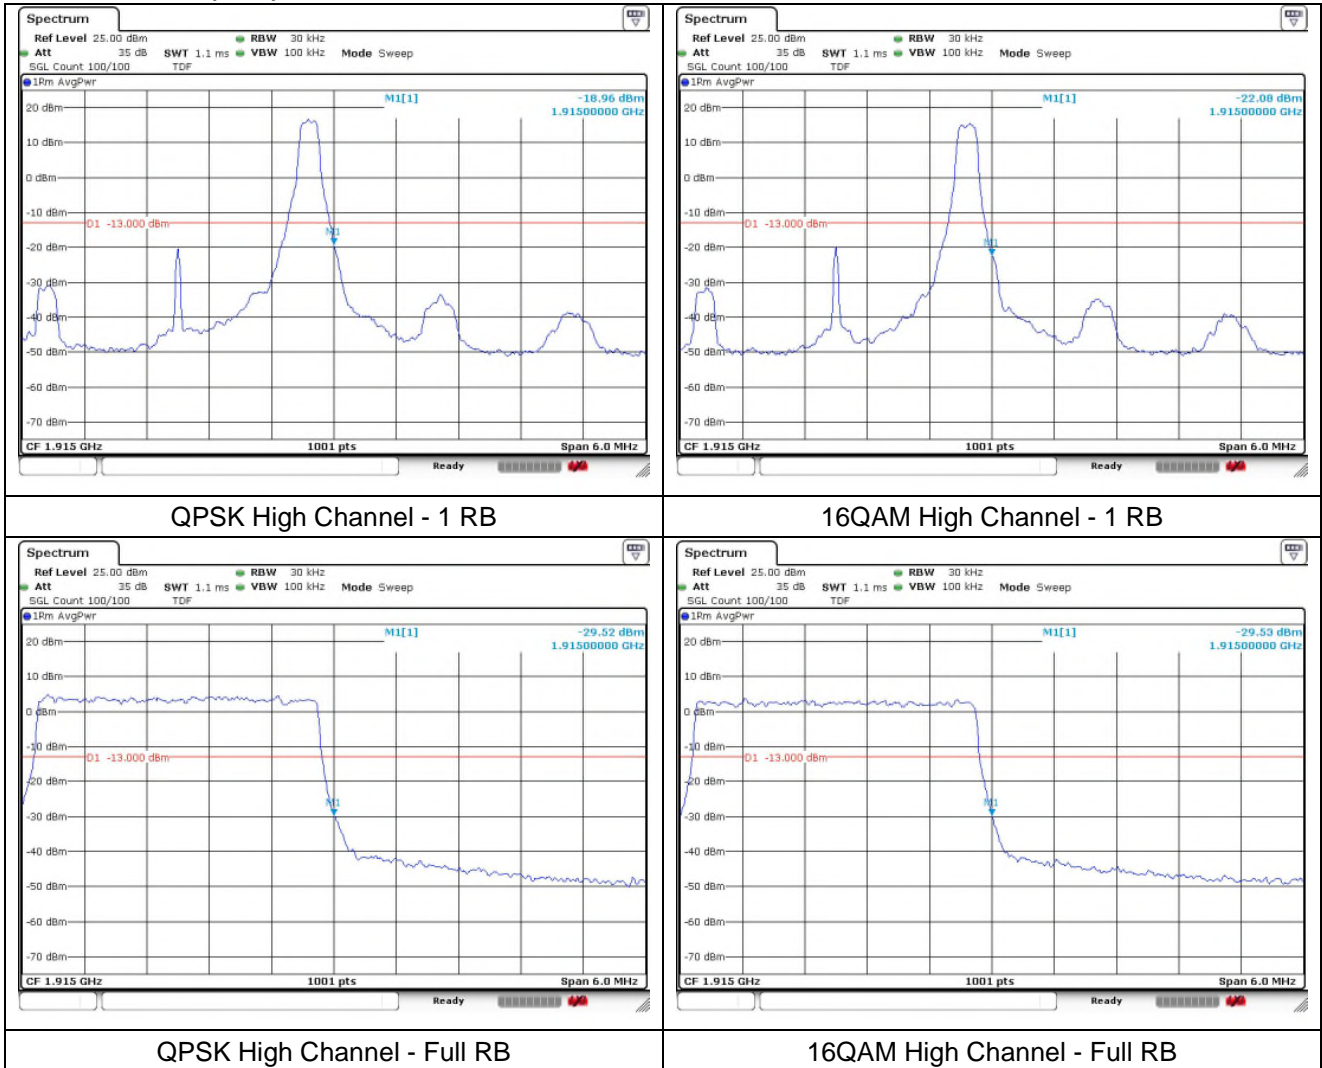 Spectrum
Ref Level 25.00 dBm RBW 30 kHz
Att 35 dB SWT 1.1 ms VBW 100 kHz Mode Sweep
SGL Count 100/100 TDF
1Rm AvgPwr
M1[1] -18.96 dBm
1.91500000 GHz
20 dBm
10 dBm
0 dBm
-10 dBm
D1 -13.000 dBm
M1
-20 dBm
-30 dBm
-40 dBm
-50 dBm
-60 dBm
-70 dBm
CF 1.915 GHz 1001 pts Span 6.0 MHz
Ready
QPSK High Channel - 1 RB
Spectrum
Ref Level 25.00 dBm RBW 30 kHz
Att 35 dB SWT 1.1 ms VBW 100 kHz Mode Sweep
SGL Count 100/100 TDF
1Rm AvgPwr
M1[1] -22.08 dBm
1.91500000 GHz
20 dBm
10 dBm
0 dBm
-10 dBm
D1 -13.000 dBm
M1
-20 dBm
-30 dBm
-40 dBm
-50 dBm
-60 dBm
-70 dBm
CF 1.915 GHz 1001 pts Span 6.0 MHz
Ready
16QAM High Channel - 1 RB
Spectrum
Ref Level 25.00 dBm RBW 30 kHz
Att 35 dB SWT 1.1 ms VBW 100 kHz Mode Sweep
SGL Count 100/100 TDF
1Rm AvgPwr
M1[1] -29.52 dBm
1.91500000 GHz
20 dBm
10 dBm
0 dBm
-10 dBm
D1 -13.000 dBm
-20 dBm
M1
-30 dBm
-40 dBm
-50 dBm
-60 dBm
-70 dBm
CF 1.915 GHz 1001 pts Span 6.0 MHz
Ready
QPSK High Channel - Full RB
Spectrum
Ref Level 25.00 dBm RBW 30 kHz
Att 35 dB SWT 1.1 ms VBW 100 kHz Mode Sweep
SGL Count 100/100 TDF
1Rm AvgPwr
M1[1] -29.53 dBm
1.91500000 GHz
20 dBm
10 dBm
0 dBm
-10 dBm
D1 -13.000 dBm
-20 dBm
M1
-30 dBm
-40 dBm
-50 dBm
-60 dBm
-70 dBm
CF 1.915 GHz 1001 pts Span 6.0 MHz
Ready
16QAM High Channel - Full RB